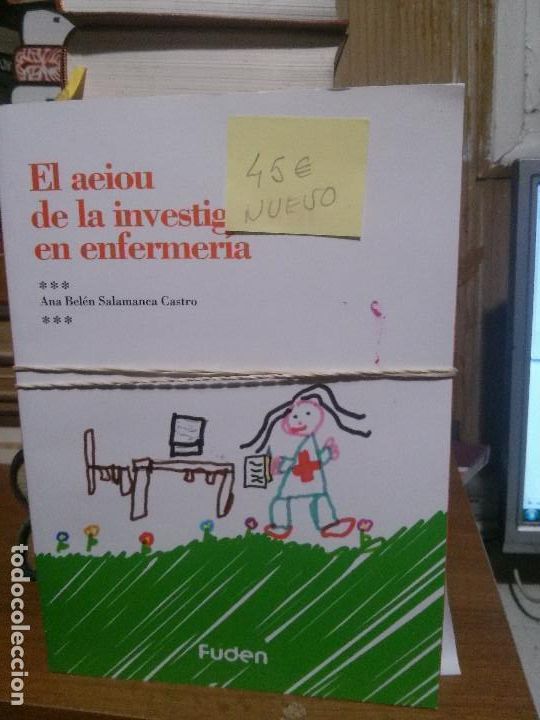 El aeiou
de la investig
en enfermería
***
Ana Belén Salamanca Castro
***
45€
NUEVO
Fuden
todocoleccion